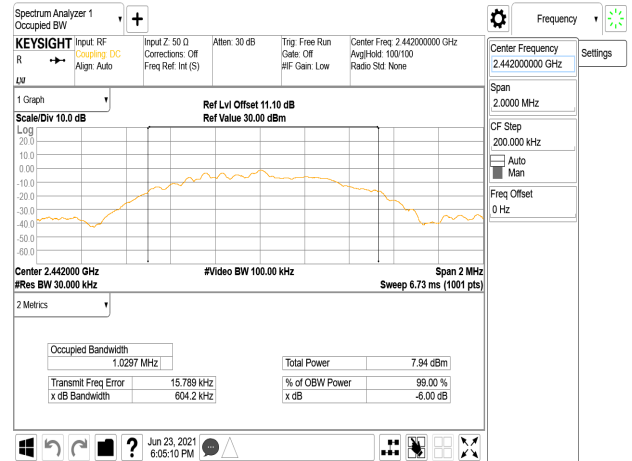 Spectrum Analyzer 1
Occupied BW
Frequency
KEYSIGHT
R
Input: RF
Coupling: DC
Align: Auto
Input Z: 50 Ω
Corrections: Off
Freq Ref: Int (S)
Atten: 30 dB
Trig: Free Run
Gate: Off
#IF Gain: Low
Center Freq: 2.442000000 GHz
Avg|Hold: 100/100
Radio Std: None
Center Frequency
2.442000000 GHz
Settings
Span
2.0000 MHz
CF Step
200.000 kHz
Auto
Man
Freq Offset
0 Hz
1 Graph
Scale/Div 10.0 dB
Ref Lvl Offset 11.10 dB
Ref Value 30.00 dBm
Log
20.0
10.0
0.00
-10.0
-20.0
-30.0
-40.0
-50.0
-60.0
Center 2.44200 GHz
#Video BW 100.00 kHz
Span 2 MHz
#Res BW 30.000 kHz
Sweep 6.73 ms (1001 pts)
2 Metrics
Occupied Bandwidth
1.0297 MHz
Total Power 7.94 dBm
Transmit Freq Error 15.789 kHz
% of OBW Power 99.00 %
x dB Bandwidth 604.2 kHz
x dB -6.00 dB
?
Jun 23, 2021
6:05:10 PM